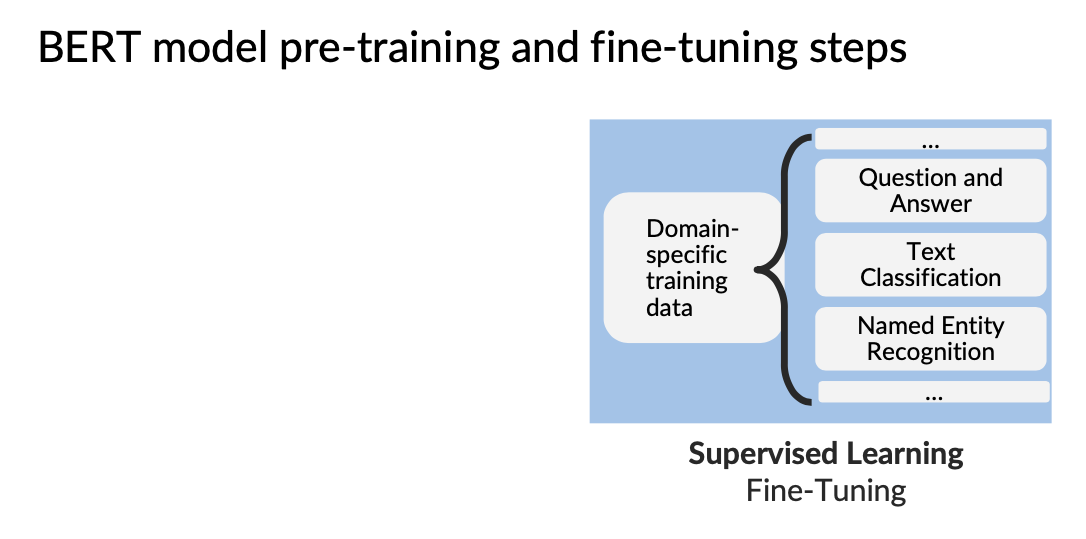 BERT model pre-training and fine-tuning steps
Domain-
specific
training
data
...
Question and
Answer
Text
Classification
Named Entity
Recognition
...
Supervised Learning
Fine-Tuning